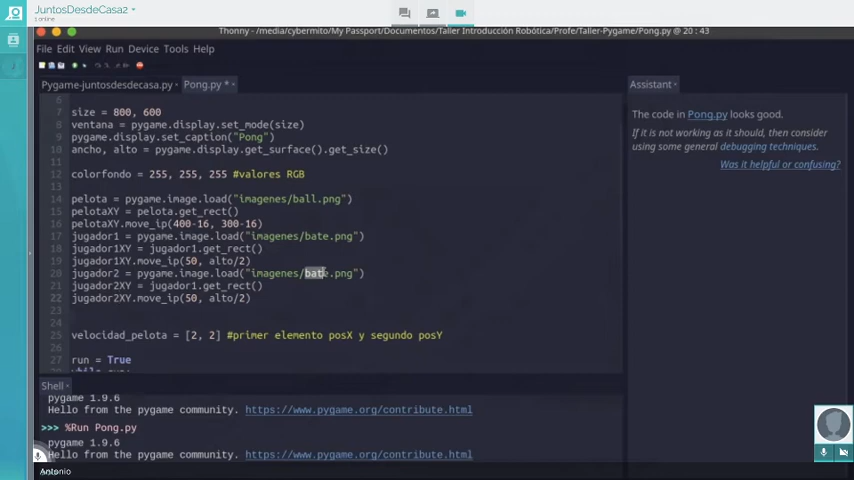 JuntosDesdeCasa2
1 online
Thonny - /media/cybermito/My Passport/Documentos/Taller Introducción Robótica/Profe/Taller-Pygame/Pong.py @ 20 : 43
File Edit View Run Device Tools Help
Pygame-juntosdesdecasa.py Pong.py *
6
7 size = 800, 600
8 ventana = pygame.display.set_mode(size)
9 pygame.display.set_caption("Pong")
10 ancho, alto = pygame.display.get_surface().get_size()
11
12 colorfondo = 255, 255, 255 #valores RGB
13
14 pelota = pygame.image.load("imagenes/ball.png")
15 pelotaXY = pelota.get_rect()
16 pelotaXY.move_ip(400-16, 300-16)
17 jugador1 = pygame.image.load("imagenes/bate.png")
18 jugador1XY = jugador1.get_rect()
19 jugador1XY.move_ip(50, alto/2)
20 jugador2 = pygame.image.load("imagenes/bate.png")
21 jugador2XY = jugador1.get_rect()
22 jugador2XY.move_ip(50, alto/2)
23
24
25 velocidad_pelota = [2, 2] #primer elemento posX y segundo posY
26
27 run = True
28 while run:
Assistant
The code in Pong.py looks good.
If it is not working as it should, then consider
using some general debugging techniques.
Was it helpful or confusing?
Shell
pygame 1.9.6
Hello from the pygame community. https://www.pygame.org/contribute.html
>>> %Run Pong.py
pygame 1.9.6
Hello from the pygame community. https://www.pygame.org/contribute.html
Antonio